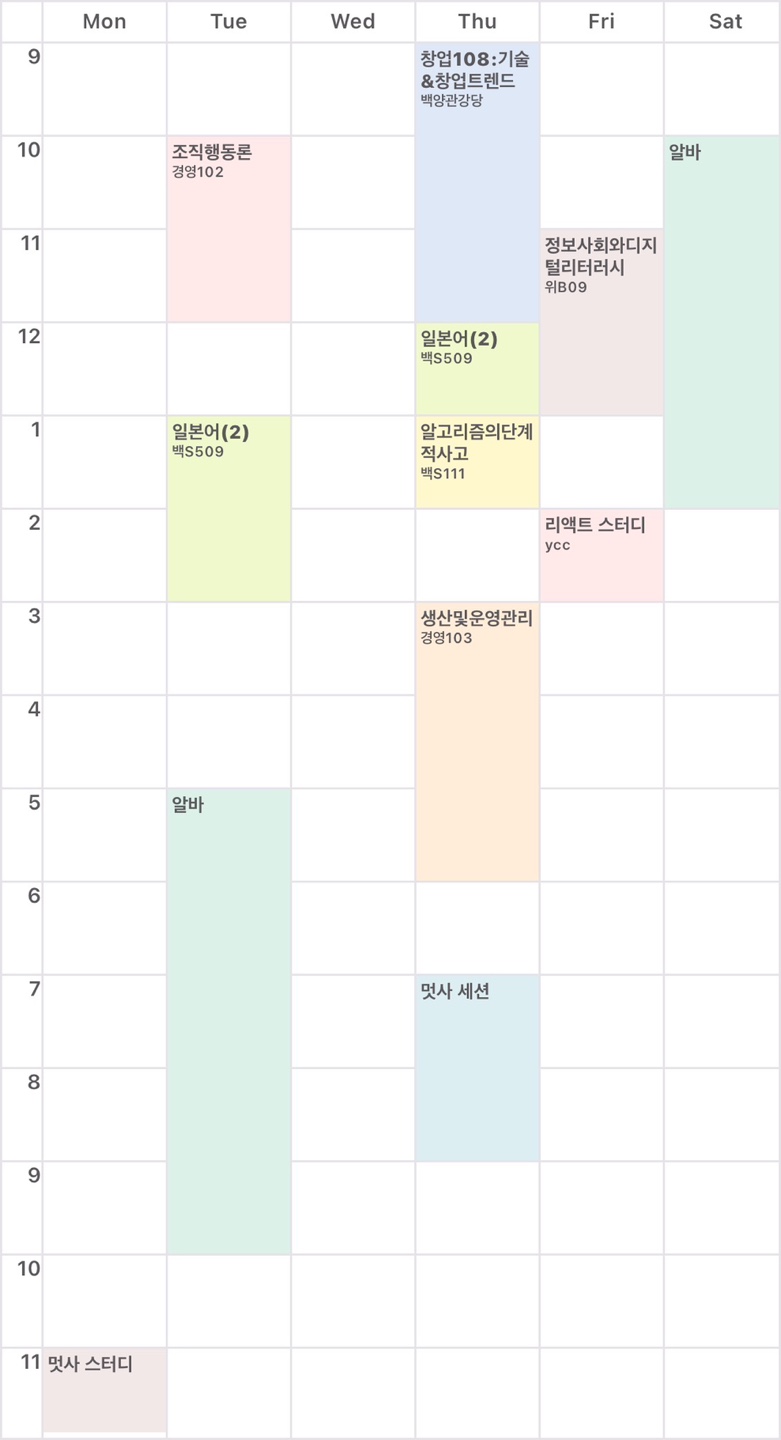 Mon Tue Wed Thu Fri Sat
9
창업108:기술
&창업트렌드
백양관강당
10
조직행동론
경영102
알바
11
정보사회와디지
털리터러시
위B09
12
일본어(2)
백S509
1
일본어(2)
백S509
알고리즘의단계
적사고
백S111
2
리액트 스터디
ycc
3
생산및운영관리
경영103
4
5
알바
6
7
멋사 세션
8
9
10
11
멋사 스터디